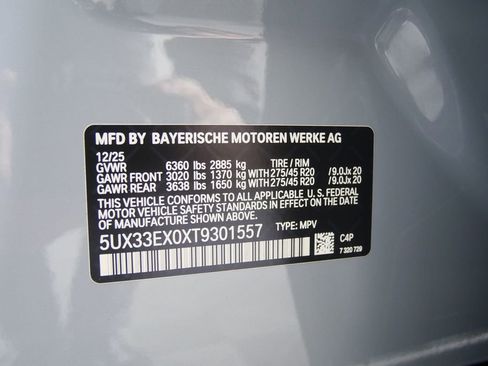 MFD BY BAYERISCHE MOTOREN WERKE AG
12/25
GVWR 6360 lbs 2885 kg TIRE / RIM
GAWR FRONT 3020 lbs 1370 kg WITH 275/45 R20 /9.0Jx 20
GAWR REAR 3638 lbs 1650 kg WITH 275/45 R20 /9.0Jx 20
THIS VEHICLE CONFORMS TO ALL APPLICABLE U.S. FEDERAL
MOTOR VEHICLE SAFETY STANDARDS IN EFFECT ON THE
DATE OF MANUFACTURE SHOWN ABOVE.
5UX33EX0XT9301557 TYPE: MPV
C4P
7 320 729